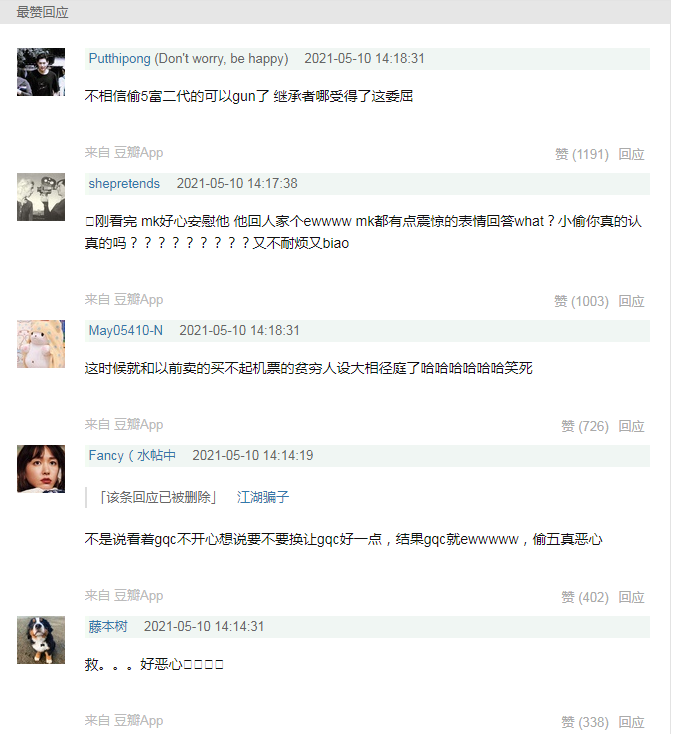 最赞回应
Putthipong (Don't worry, be happy) 2021-05-10 14:18:31
不相信偷5富二代的可以gun了 继承者哪受得了这委屈
来自 豆瓣App 赞 (1191) 回应
shepretends 2021-05-10 14:17:38
刚看完 mk好心安慰他 他回人家个ewwww mk都有点震惊的表情回答what？小偷你真的认
真的吗？？？？？？？？？又不耐烦又biao
来自 豆瓣App 赞 (1003) 回应
May05410-N 2021-05-10 14:18:31
这时候就和以前卖的买不起机票的贫穷人设大相径庭了哈哈哈哈哈哈笑死
来自 豆瓣App 赞 (726) 回应
Fancy（水帖中 2021-05-10 14:14:19
「该条回应已被删除」 江湖骗子
不是说看着gqc不开心想说要不要换让gqc好一点，结果gqc就ewwwww，偷五真恶心
来自 豆瓣App 赞 (402) 回应
藤本树 2021-05-10 14:14:31
救。。。好恶心
来自 豆瓣App 赞 (338) 回应